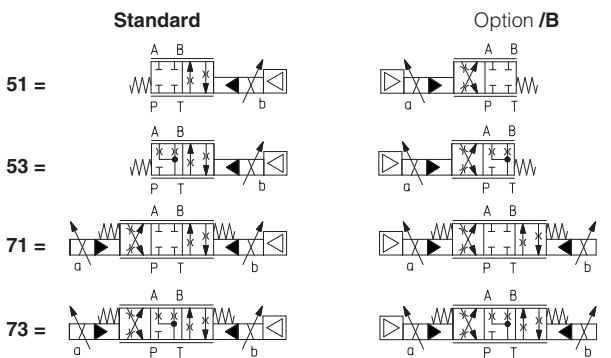 Standard Option /B
A B A B
51 =
P T b a P T
A B A B
53 =
P T b a P T
A B A B
71 =
a P T b a P T b
A B A B
73 =
a P T b a P T b